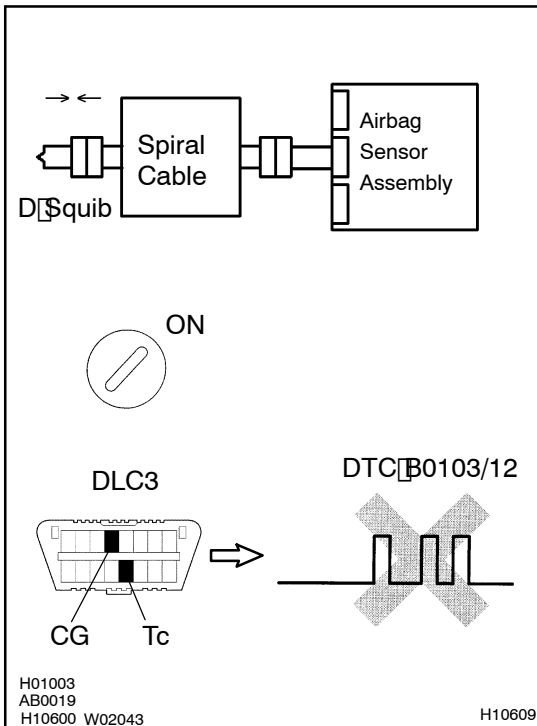 Airbag
Sensor
Assembly
Spiral
Cable
D□Squib
ON
DLC3
DTC□B0103/12
CG
Tc
H01003
AB0019
H10600 W02043
H10609